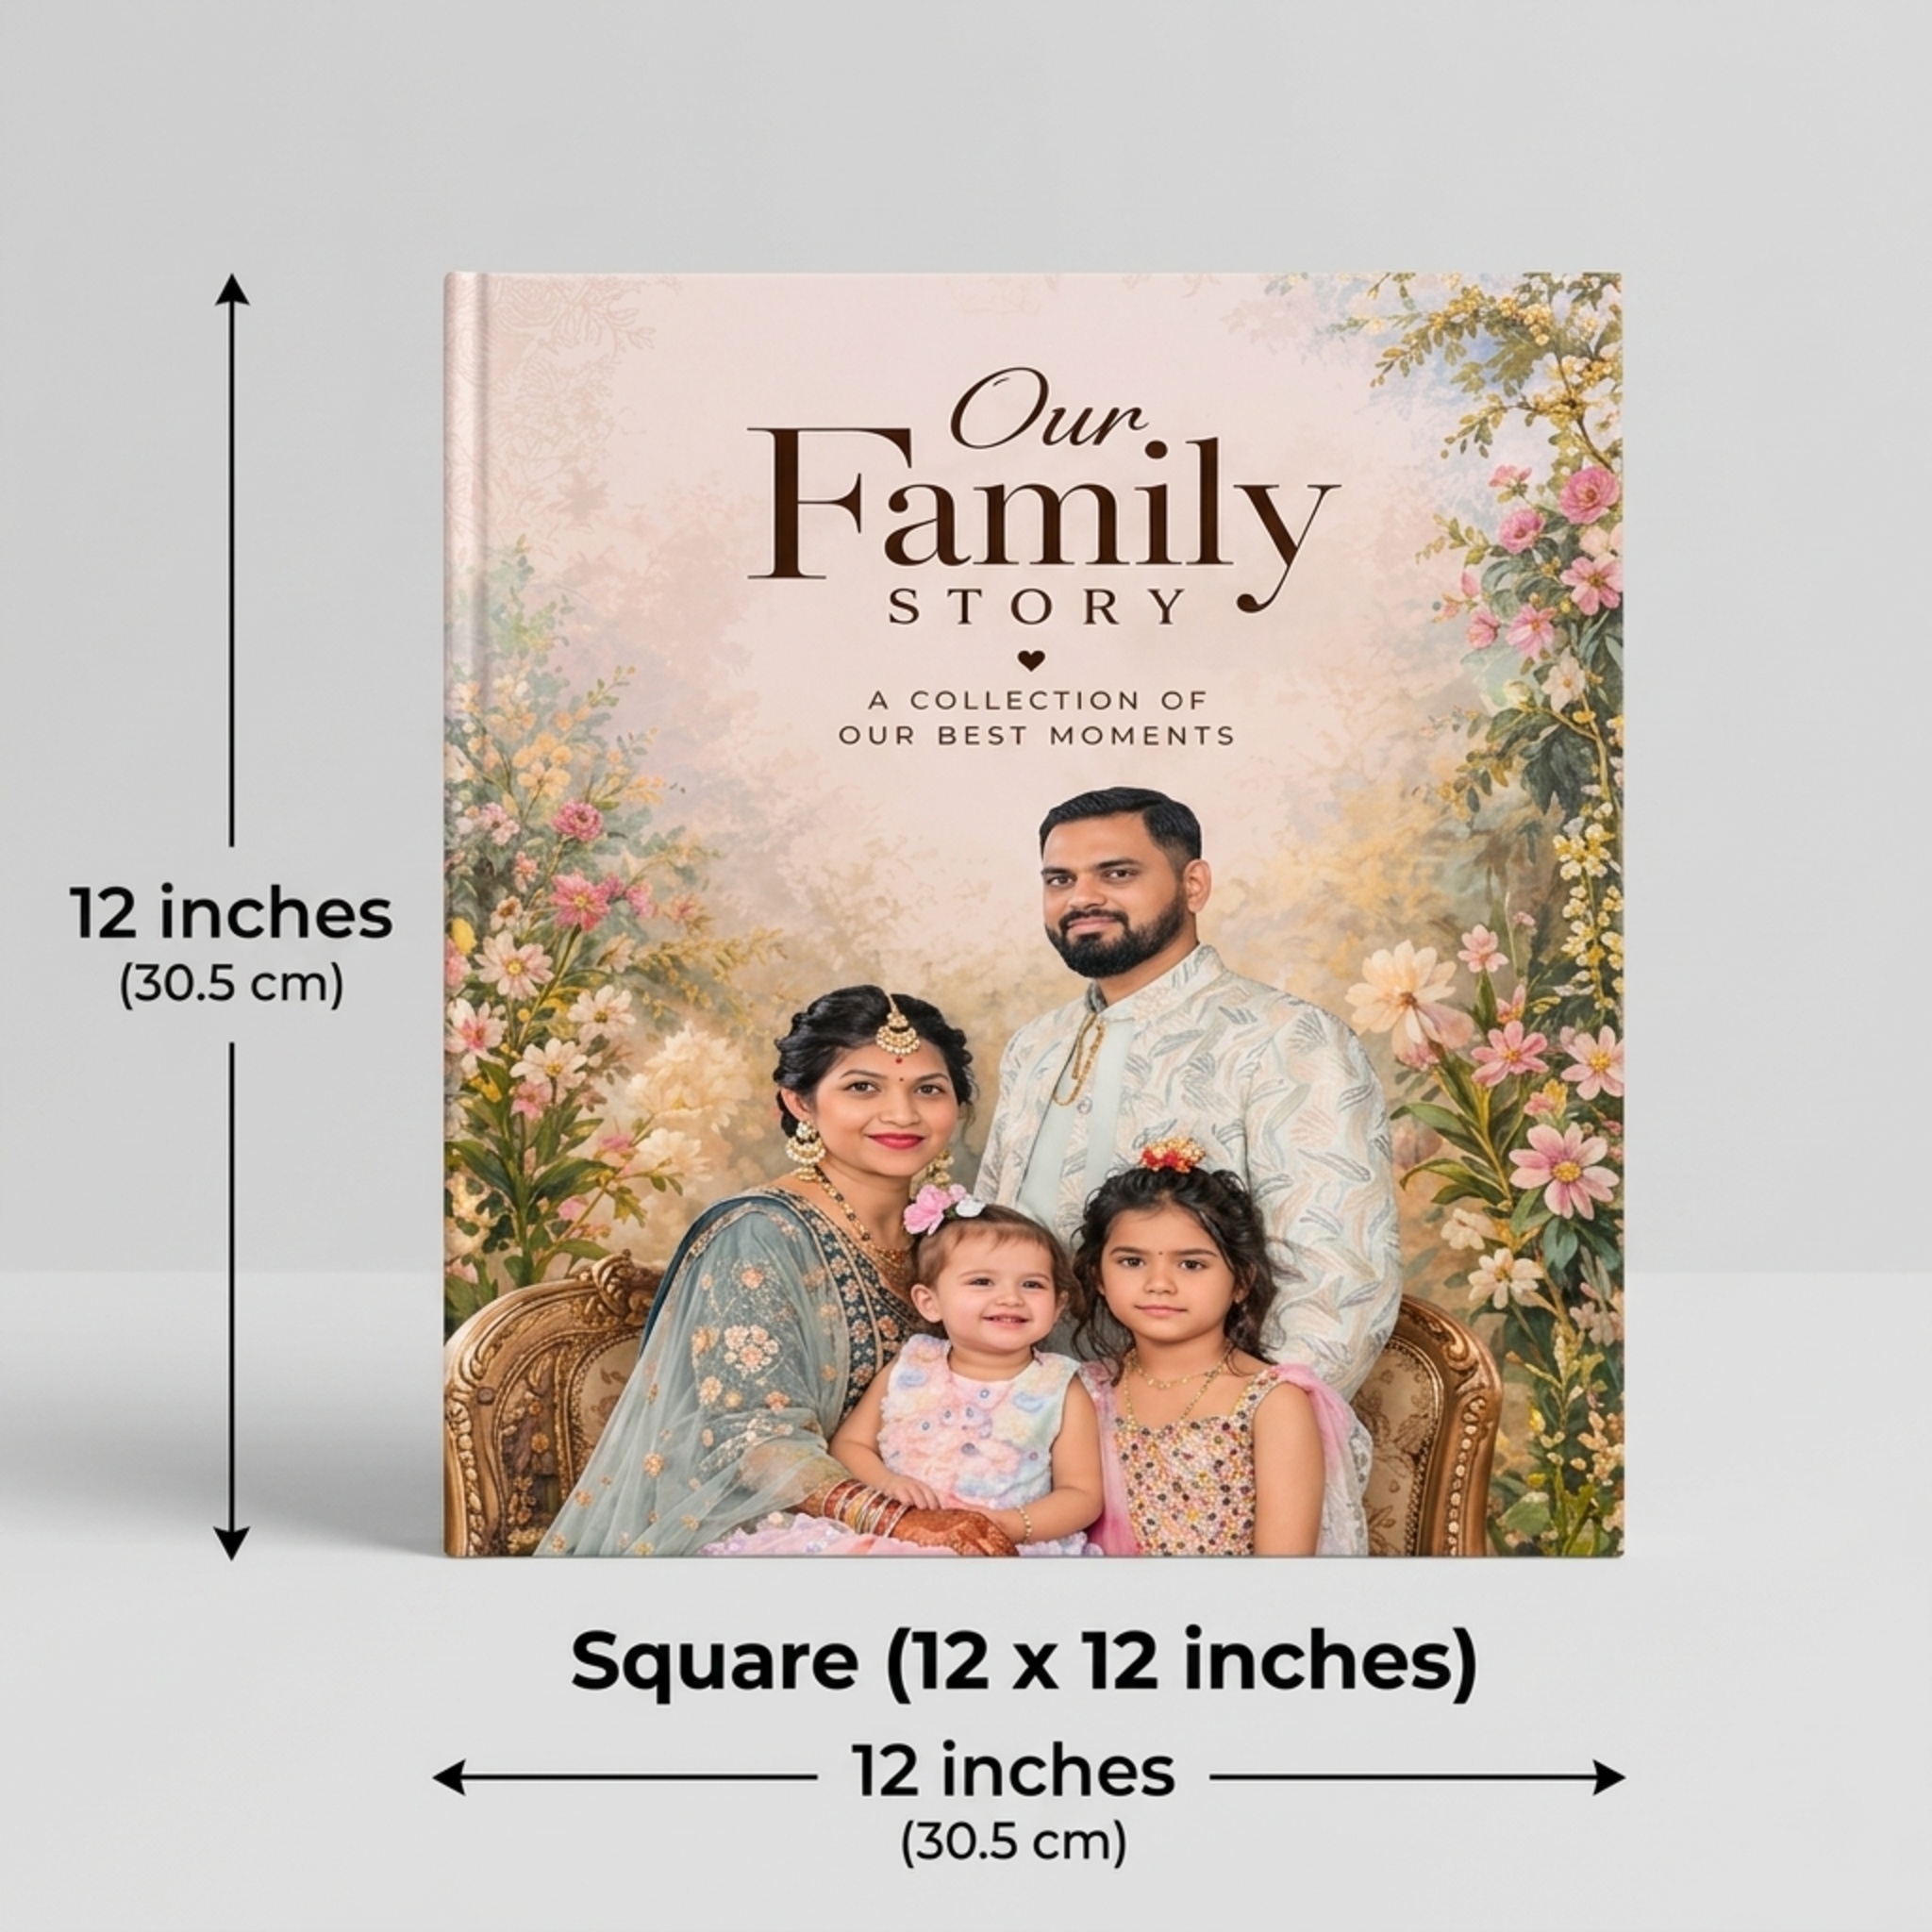 Our
Family
STORY
A COLLECTION OF
OUR BEST MOMENTS
12 inches
(30.5 cm)
Square (12 x 12 inches)
12 inches
(30.5 cm)